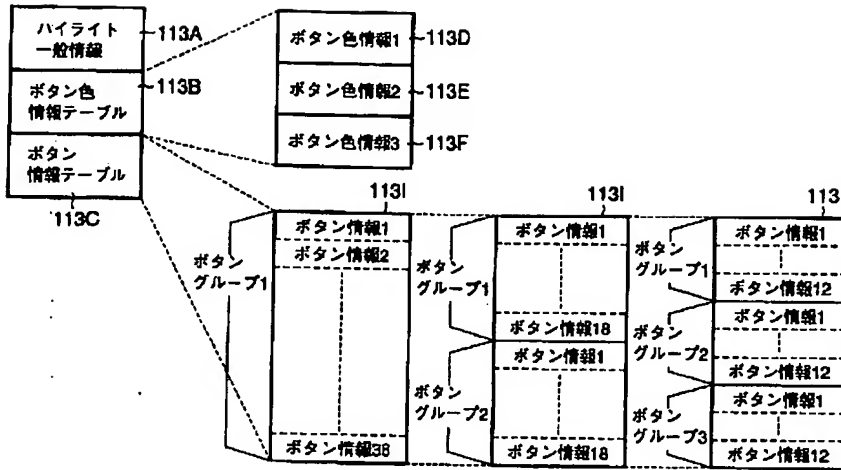 ハイライト
一般情報
113A
ボタン色
情報テーブル
113B
ボタン
情報テーブル
113C
ボタン色情報1
113D
ボタン色情報2
113E
ボタン色情報3
113F
113I
ボタン
グループ1
ボタン情報1
ボタン情報2
ボタン情報36
113I
ボタン
グループ1
ボタン情報1
ボタン情報18
ボタン
グループ2
ボタン情報1
ボタン情報18
113
ボタン
グループ1
ボタン情報1
ボタン情報12
ボタン
グループ2
ボタン情報1
ボタン情報12
ボタン
グループ3
ボタン情報1
ボタン情報12